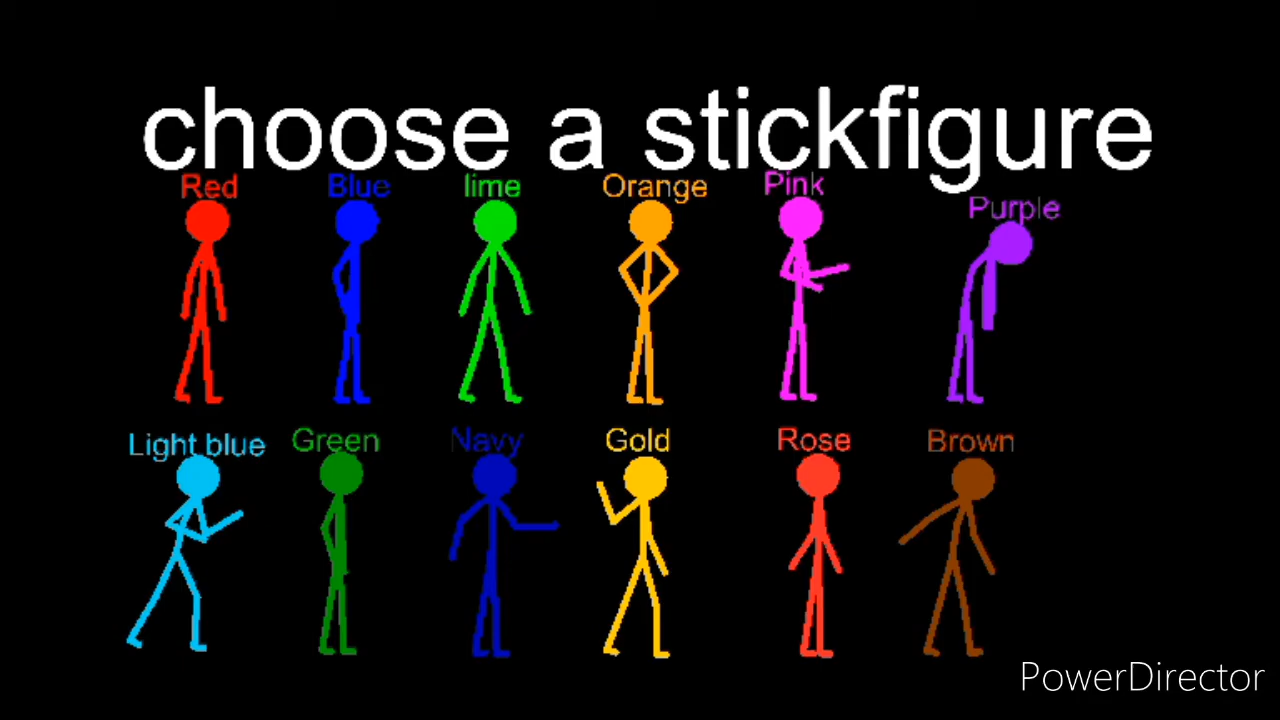 choose a stickfigure
Red Blue lime Orange Pink Purple
Light blue Green Navy Gold Rose Brown
PowerDirector